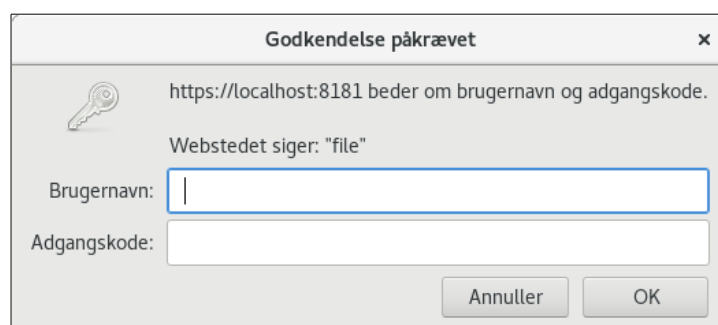 Godkendelse påkrævet
https://localhost:8181 beder om brugernavn og adgangskode.
Webstedet siger: "file"
Brugernavn:
Adgangskode:
Annuller OK